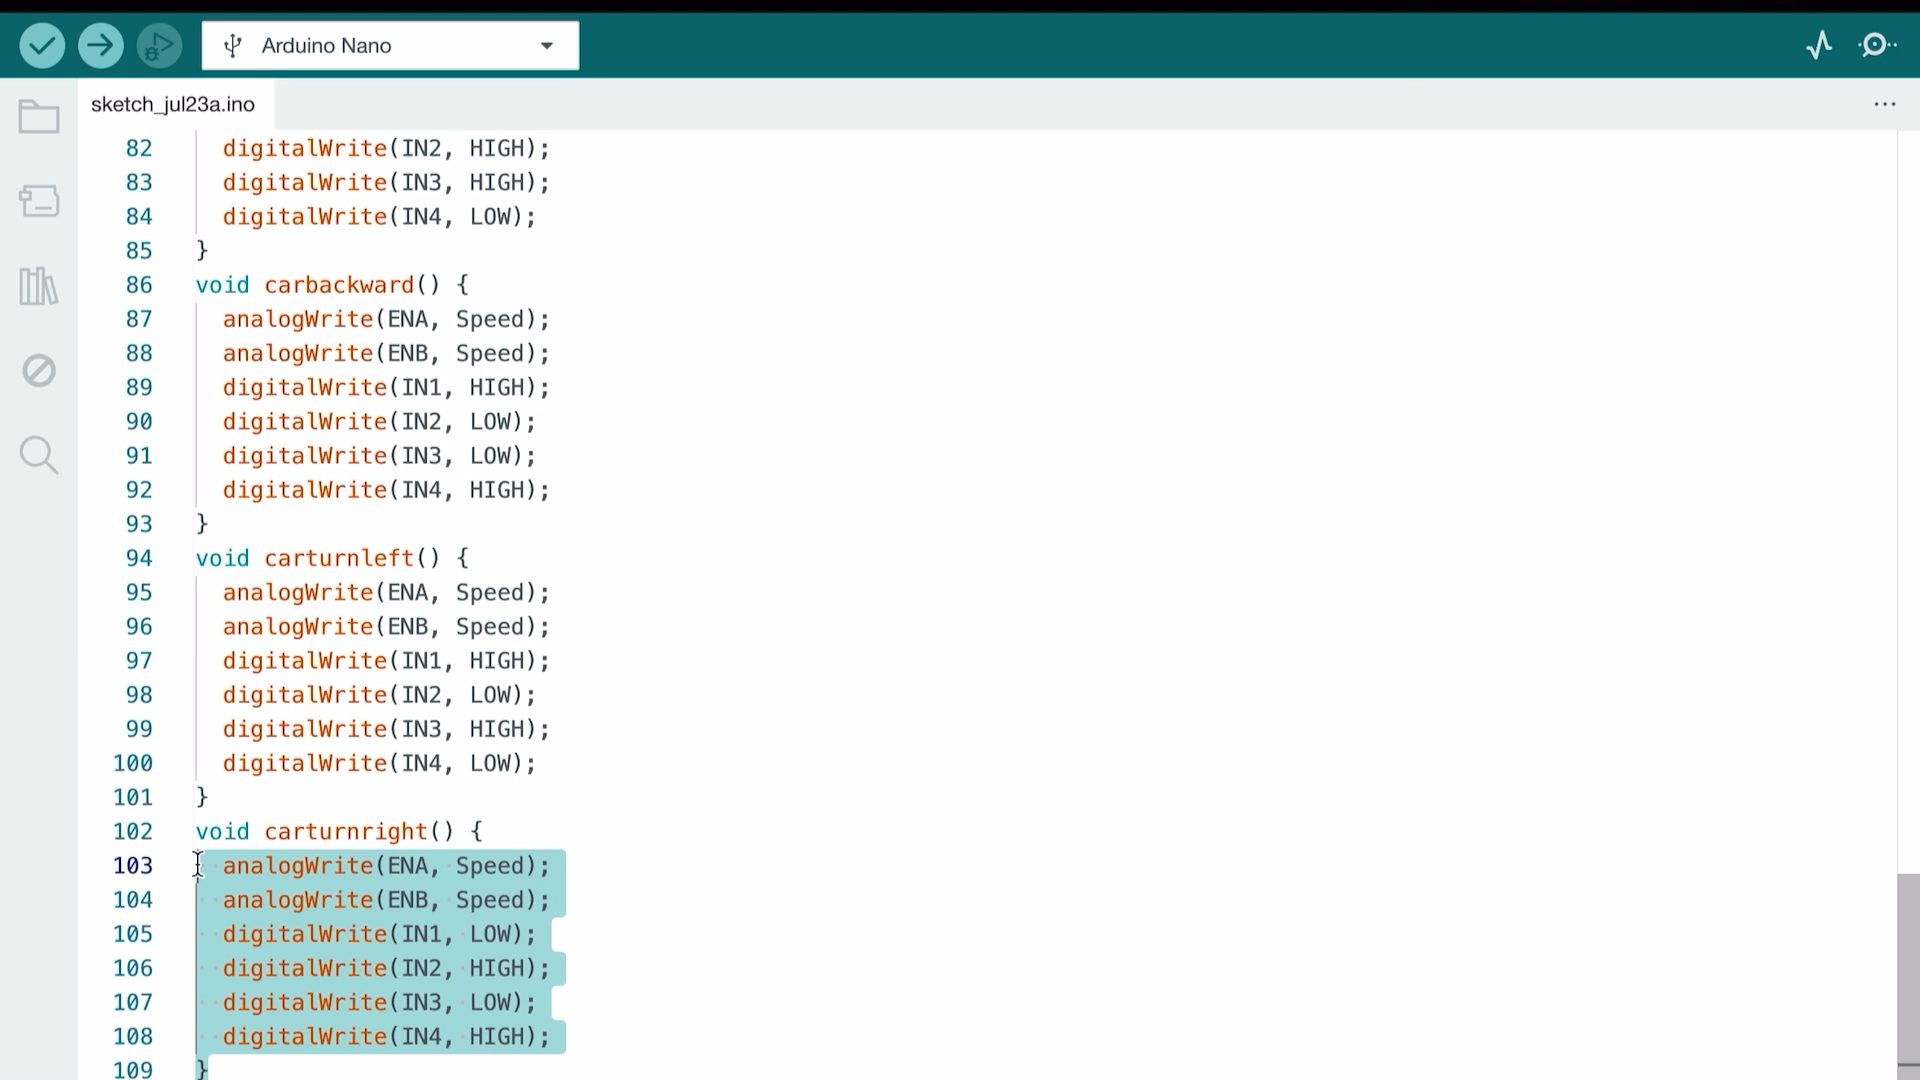 Arduino Nano
sketch_jul23a.ino
82 digitalWrite(IN2, HIGH);
83 digitalWrite(IN3, HIGH);
84 digitalWrite(IN4, LOW);
85 }
86 void carbackward() {
87 analogWrite(ENA, Speed);
88 analogWrite(ENB, Speed);
89 digitalWrite(IN1, HIGH);
90 digitalWrite(IN2, LOW);
91 digitalWrite(IN3, LOW);
92 digitalWrite(IN4, HIGH);
93 }
94 void carturnleft() {
95 analogWrite(ENA, Speed);
96 analogWrite(ENB, Speed);
97 digitalWrite(IN1, HIGH);
98 digitalWrite(IN2, LOW);
99 digitalWrite(IN3, HIGH);
100 digitalWrite(IN4, LOW);
101 }
102 void carturnright() {
103 analogWrite(ENA, Speed);
104 analogWrite(ENB, Speed);
105 digitalWrite(IN1, LOW);
106 digitalWrite(IN2, HIGH);
107 digitalWrite(IN3, LOW);
108 digitalWrite(IN4, HIGH);
109 }